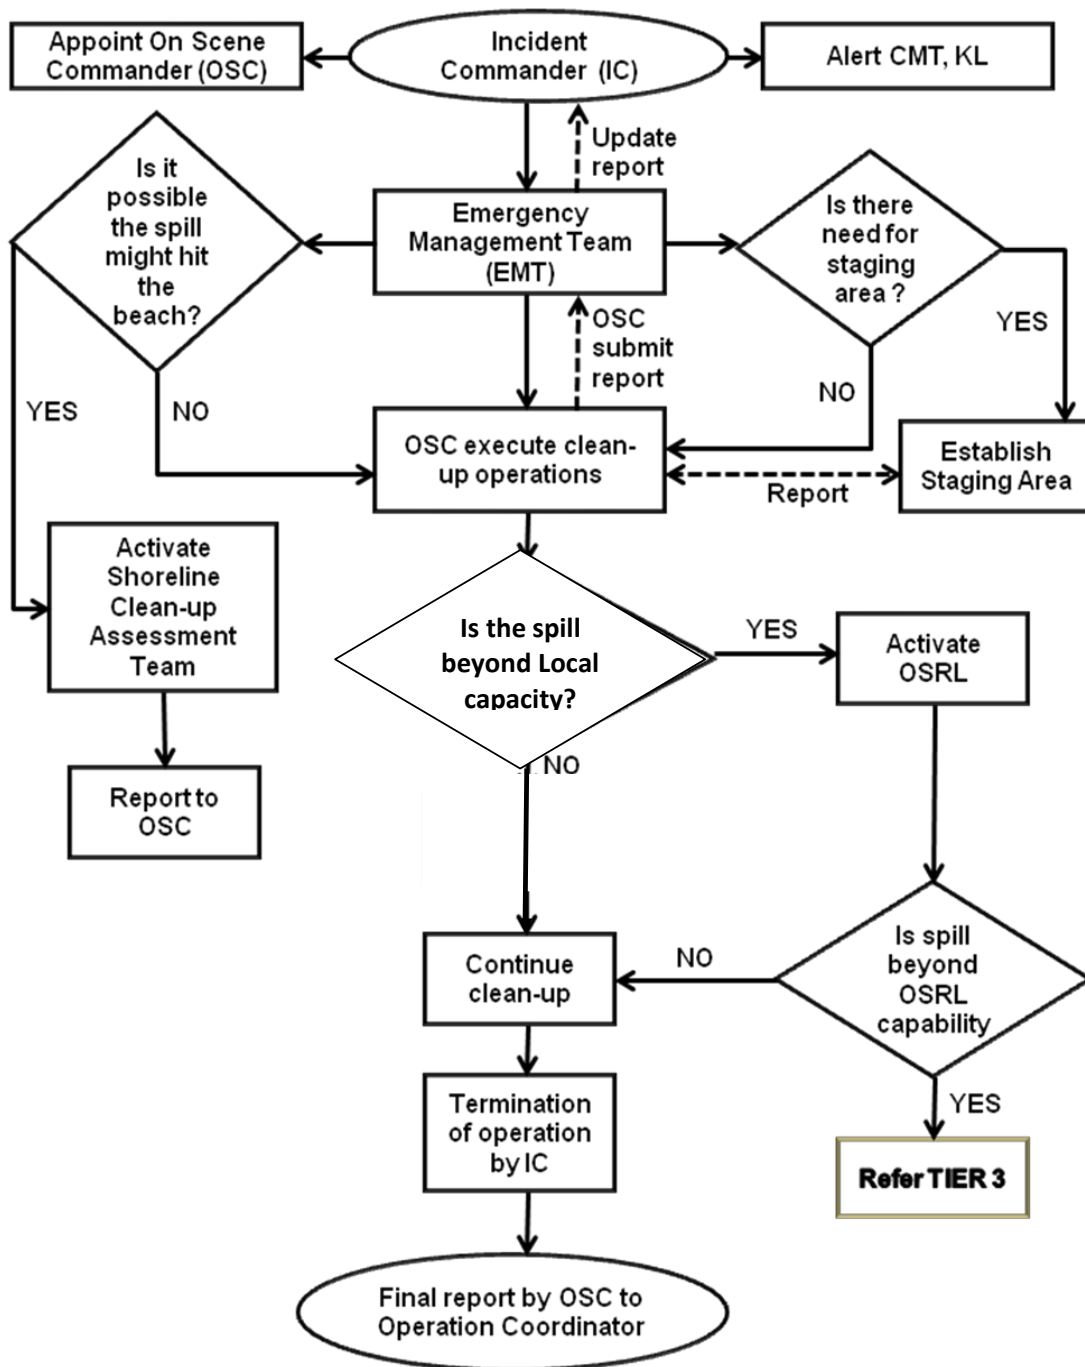 Appoint On Scene
Commander (OSC)
Incident
Commander (IC)
Alert CMT, KL
Update
report
Is it
possible
the spill
might hit
the
beach?
Emergency
Management Team
(EMT)
Is there
need for
staging
area ?
OSC
submit
report
YES
NO
YES
NO
OSC execute clean-
up operations
Report
Establish
Staging Area
Activate
Shoreline
Clean-up
Assessment
Team
Is the spill
beyond Local
capacity?
YES
Activate
OSRL
NO
Report to
OSC
Continue
clean-up
NO
Is spill
beyond
OSRL
capability
YES
Termination
of operation
by IC
Refer TIER 3
Final report by OSC to
Operation Coordinator